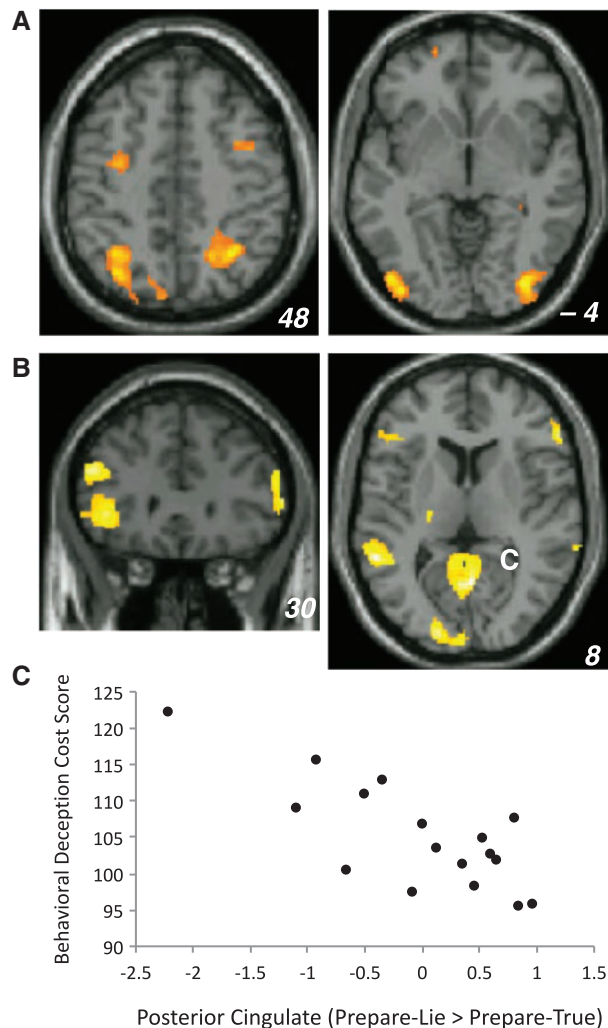 A
48
– 4
B
30
C
8
C
Behavioral Deception Cost Score
125
120
115
110
105
100
95
90
-2.5 -2 -1.5 -1 -0.5 0 0.5 1 1.5
Posterior Cingulate (Prepare-Lie > Prepare-True)